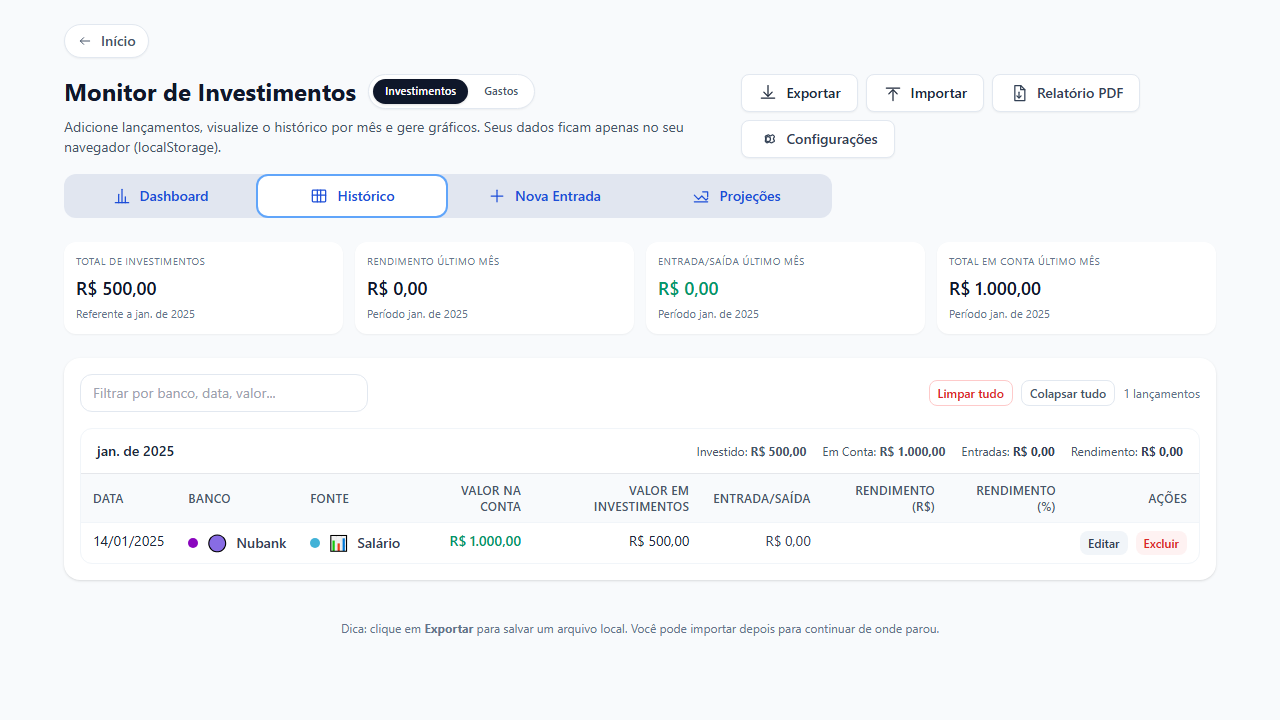 Início
Monitor de Investimentos
Investimentos
Gastos
Adicione lançamentos, visualize o histórico por mês e gere gráficos. Seus dados ficam apenas no seu
navegador (localStorage).
Exportar
Importar
Relatório PDF
Configurações
Dashboard
Histórico
Nova Entrada
Projeções
TOTAL DE INVESTIMENTOS
R$ 500,00
Referente a jan. de 2025
RENDIMENTO ÚLTIMO MÊS
R$ 0,00
Período jan. de 2025
ENTRADA/SAÍDA ÚLTIMO MÊS
R$ 0,00
Período jan. de 2025
TOTAL EM CONTA ÚLTIMO MÊS
R$ 1.000,00
Período jan. de 2025
Filtrar por banco, data, valor...
Limpar tudo
Colapsar tudo
1 lançamentos
jan. de 2025
Investido: R$ 500,00
Em Conta: R$ 1.000,00
Entradas: R$ 0,00
Rendimento: R$ 0,00
DATA
BANCO
FONTE
VALOR NA
CONTA
VALOR EM
INVESTIMENTOS
ENTRADA/SAÍDA
RENDIMENTO
(R$)
RENDIMENTO
(%)
AÇÕES
14/01/2025
Nubank
Salário
R$ 1.000,00
R$ 500,00
R$ 0,00
Editar
Excluir
Dica: clique em Exportar para salvar um arquivo local. Você pode importar depois para continuar de onde parou.